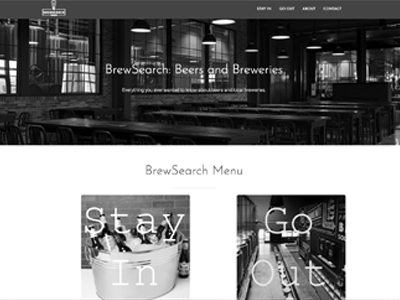 STAY IN GO OUT ABOUT CONTACT
BrewSearch: Beers and Breweries
Everything you ever wanted to know about beers and local breweries.
BrewSearch Menu
Stay
In
Go
Out